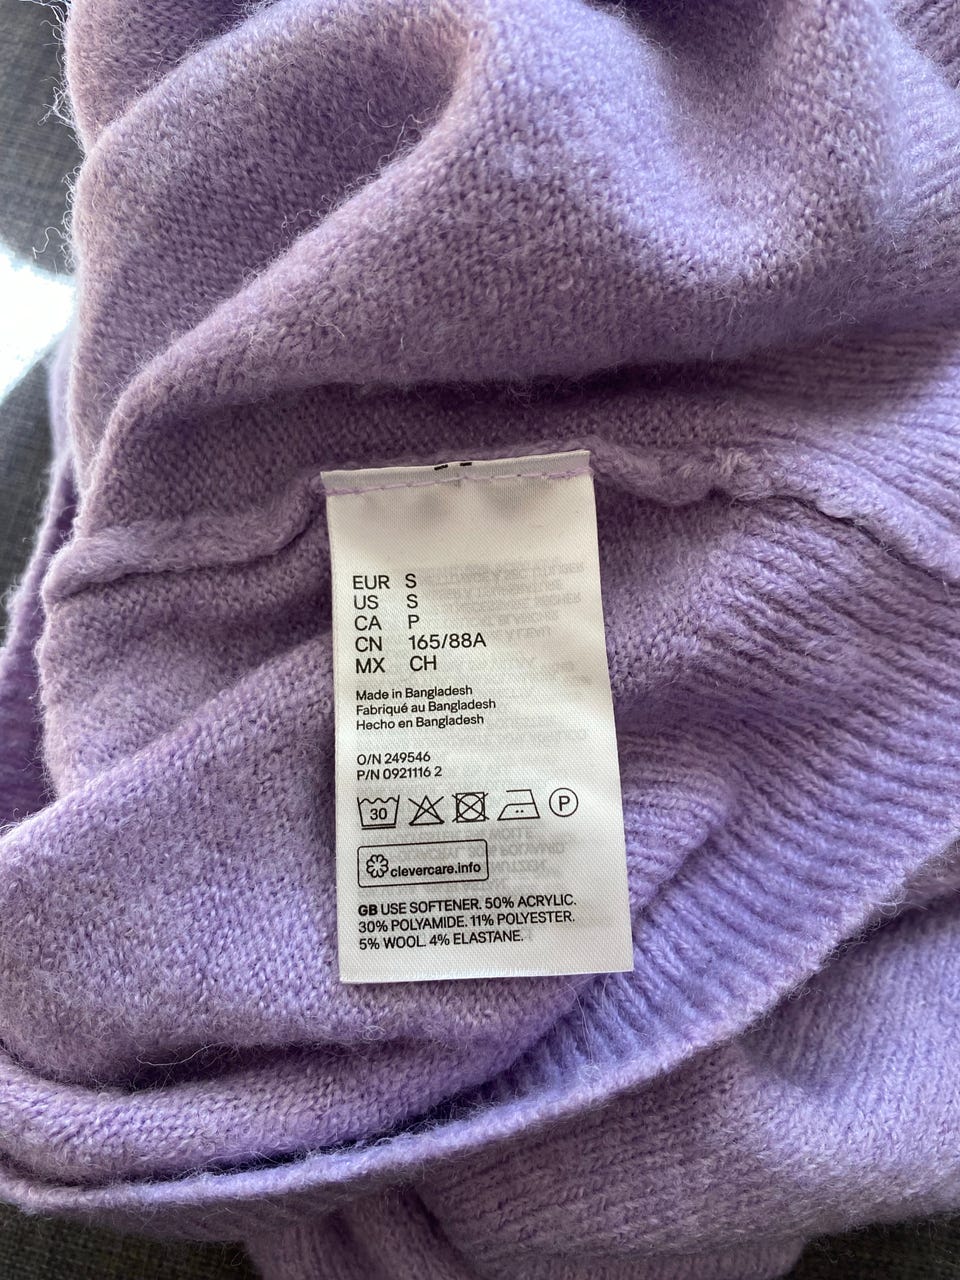 EUR S
US S
CA P
CN 165/88A
MX CH
Made in Bangladesh
Fabriqué au Bangladesh
Hecho en Bangladesh
O/N 249546
P/N 0921116 2
30 P
clevercare.info
GB USE SOFTENER. 50% ACRYLIC.
30% POLYAMIDE. 11% POLYESTER.
5% WOOL. 4% ELASTANE.